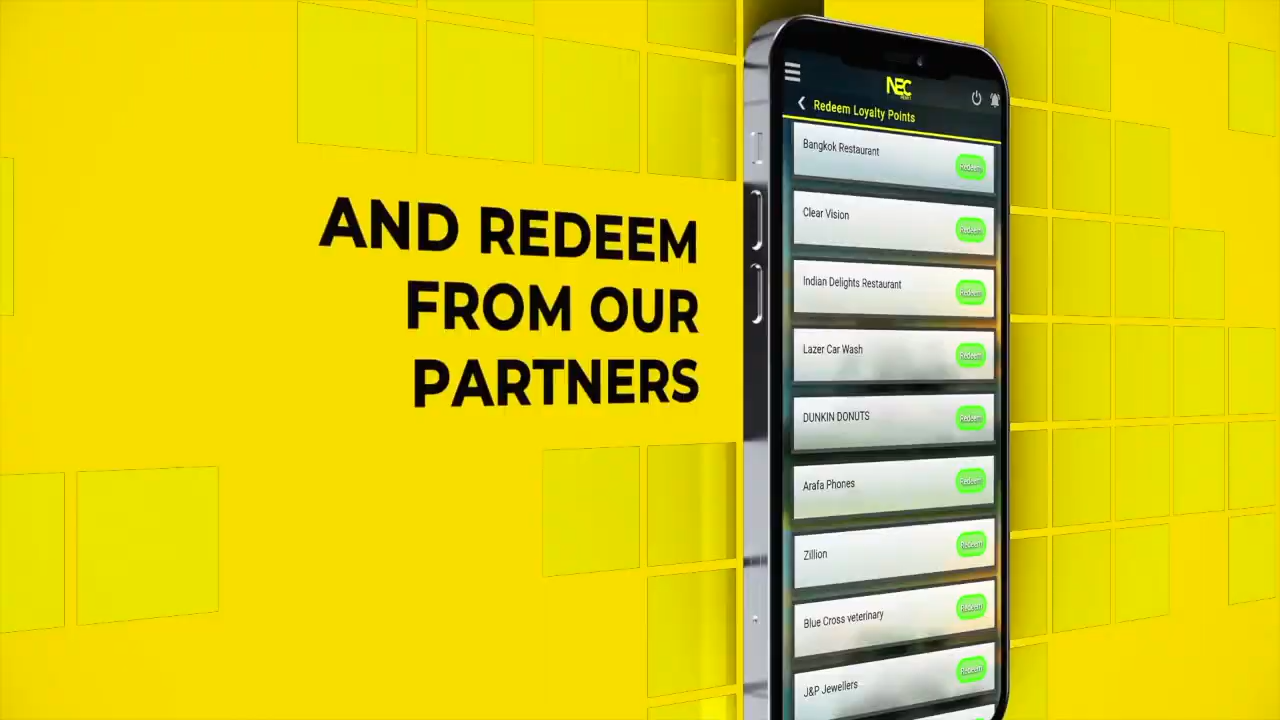 AND REDEEM
FROM OUR
PARTNERS
NEC
Redeem Loyalty Points
Bangkok Restaurant
Redeem
Clear Vision
Redeem
Indian Delights Restaurant
Redeem
Lazer Car Wash
Redeem
DUNKIN DONUTS
Redeem
Arafa Phones
Redeem
Zillion
Redeem
Blue Cross veterinary
Redeem
J&P Jewellers
Redeem